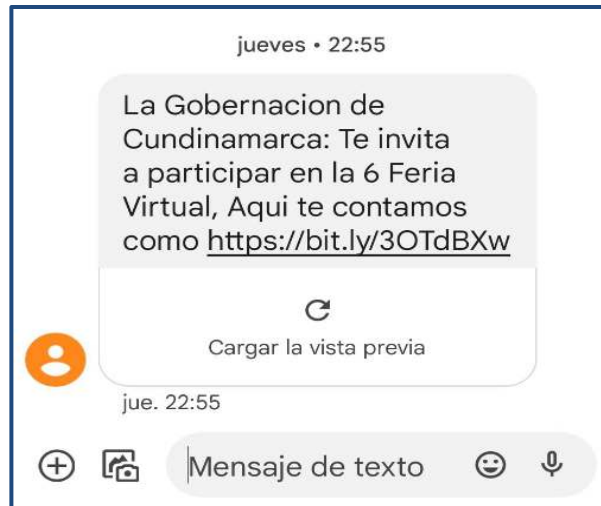 jueves • 22:55
La Gobernacion de
Cundinamarca: Te invita
a participar en la 6 Feria
Virtual, Aqui te contamos
como https://bit.ly/3OTdBXw
Cargar la vista previa
jue. 22:55
Mensaje de texto